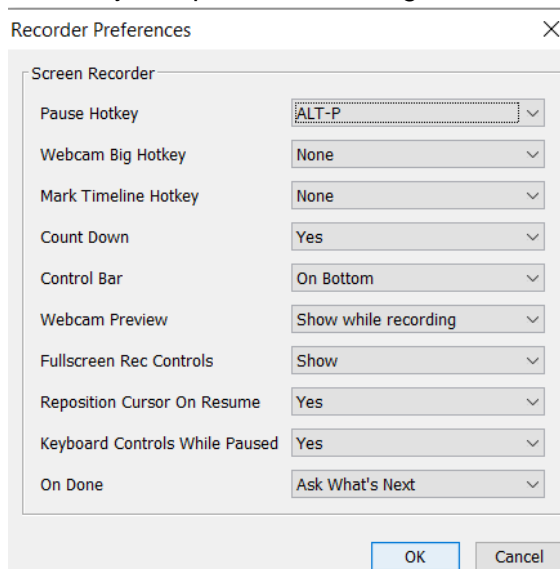 Recorder Preferences
Screen Recorder
Pause Hotkey ALT-P
Webcam Big Hotkey None
Mark Timeline Hotkey None
Count Down Yes
Control Bar On Bottom
Webcam Preview Show while recording
Fullscreen Rec Controls Show
Reposition Cursor On Resume Yes
Keyboard Controls While Paused Yes
On Done Ask What's Next
OK Cancel